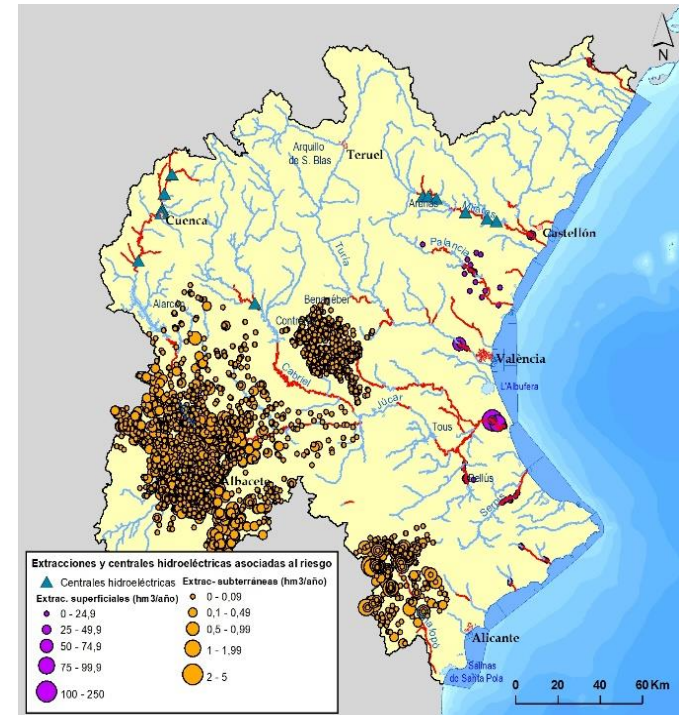 N
Arquillo
de S. Blas
Teruel
Arenós
Mijares
Cuenca
Castellón
Palancia
Turia
Alarcón
Benagéber
València
Cabriel
L'Albufera
Júcar
Tous
Albacete
Bellús
Serpis
Alicante
Salinas
de Santa Pola
Extracciones y centrales hidroeléctricas asociadas al riesgo
Centrales hidroeléctricas
Extrac. superficiales (hm3/año)
0 - 24,9
25 - 49,9
50 - 74,9
75 - 99,9
100 - 250
Extrac- subterráneas (hm3/año)
0 - 0,09
0,1 - 0,49
0,5 - 0,99
1 - 1,99
2 - 5
0 20 40 60 Km